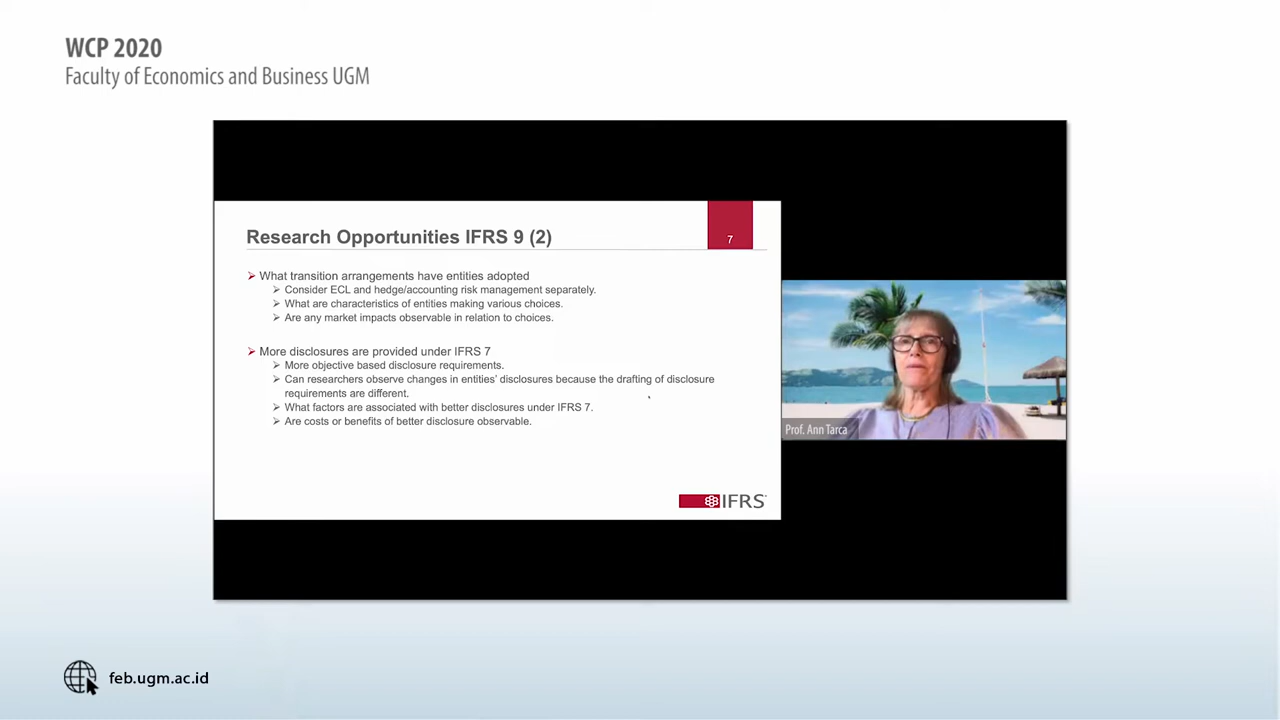 WCP 2020
Faculty of Economics and Business UGM
Research Opportunities IFRS 9 (2)
7
What transition arrangements have entities adopted
Consider ECL and hedge/accounting risk management separately.
What are characteristics of entities making various choices.
Are any market impacts observable in relation to choices.
More disclosures are provided under IFRS 7
More objective based disclosure requirements.
Can researchers observe changes in entities' disclosures because the drafting of disclosure
requirements are different.
What factors are associated with better disclosures under IFRS 7.
Are costs or benefits of better disclosure observable.
Prof. Ann Tarca
IFRS
feb.ugm.ac.id